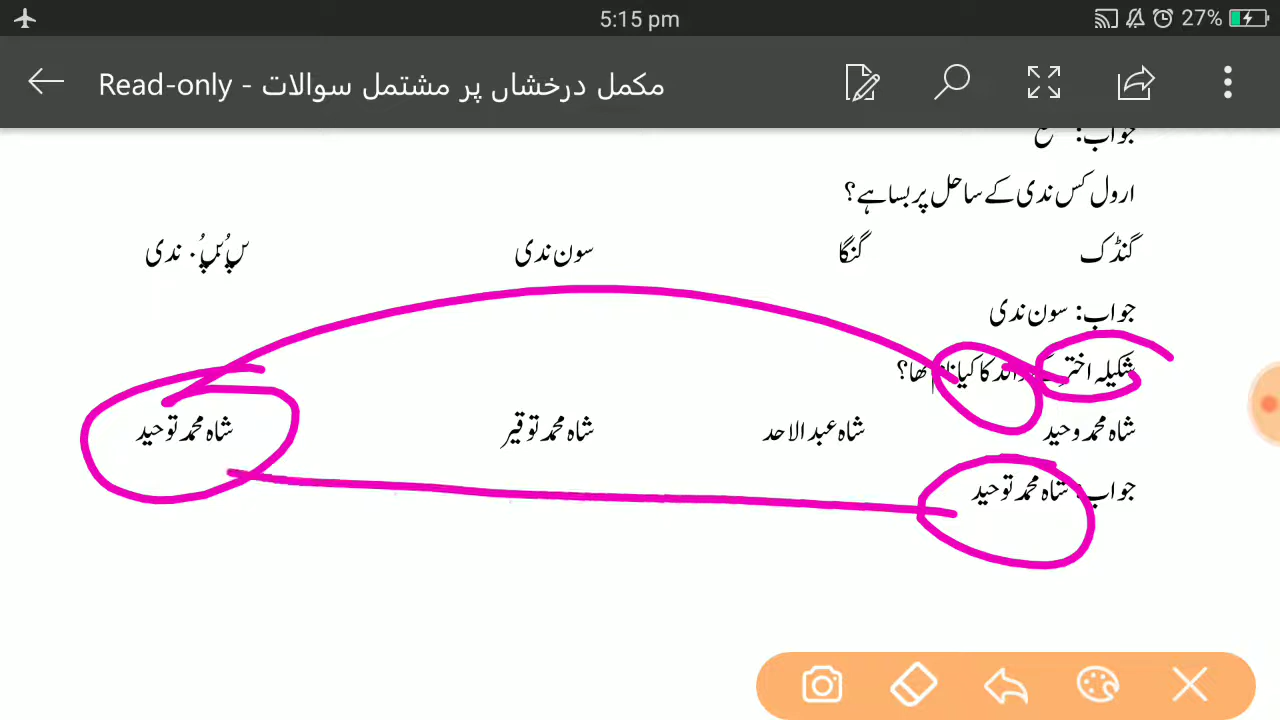 5:15 pm
27%
Read-only - مکمل درخشاں پر مشتمل سوالات
جواب:
ارول کس ندی کے ساحل پر بسا ہے؟
گنڈک گنگا سون ندی ندی
جواب: سون ندی
شکیلہ اختر کے والد کا کیا نام تھا؟
شاہ محمد وحید شاہ عبدالاحد شاہ محمد توقیر شاہ محمد توحید
جواب: شاہ محمد توحید